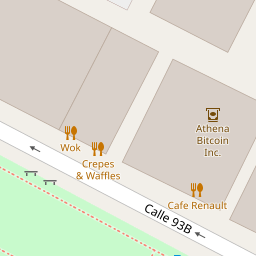 Athena
Bitcoin
Inc.
Wok
Crepes
& Waffles
Cafe Renault
Calle 93B